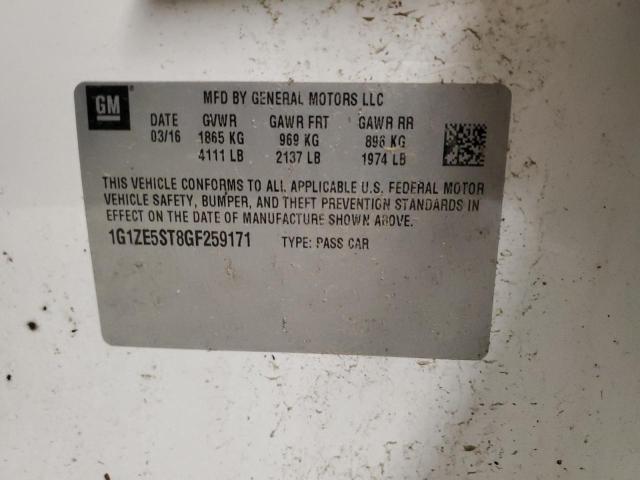 GM
MFD BY GENERAL MOTORS LLC
DATE GVWR GAWR FRT GAWR RR
03/16 1865 KG 969 KG 896 KG
4111 LB 2137 LB 1974 LB
THIS VEHICLE CONFORMS TO ALL APPLICABLE U.S. FEDERAL MOTOR
VEHICLE SAFETY, BUMPER, AND THEFT PREVENTION STANDARDS IN
EFFECT ON THE DATE OF MANUFACTURE SHOWN ABOVE.
1G1ZE5ST8GF259171 TYPE: PASS CAR